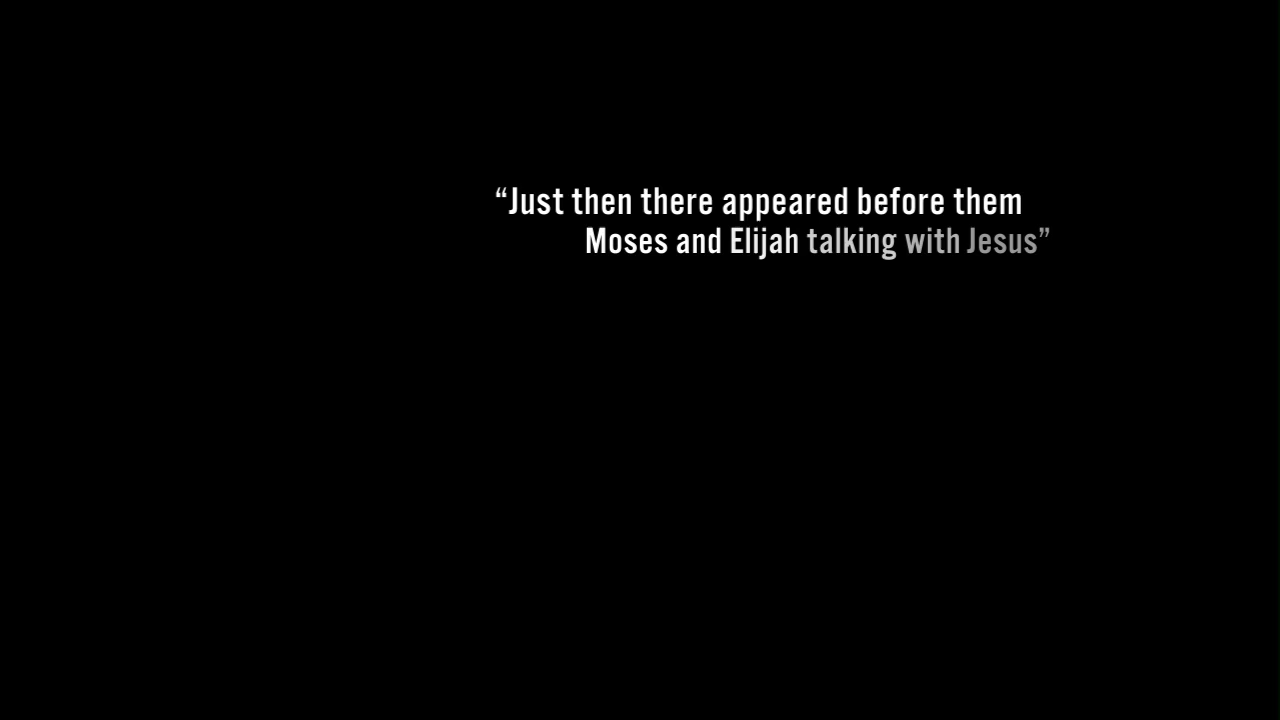 “Just then there appeared before them
Moses and Elijah talking with Jesus”